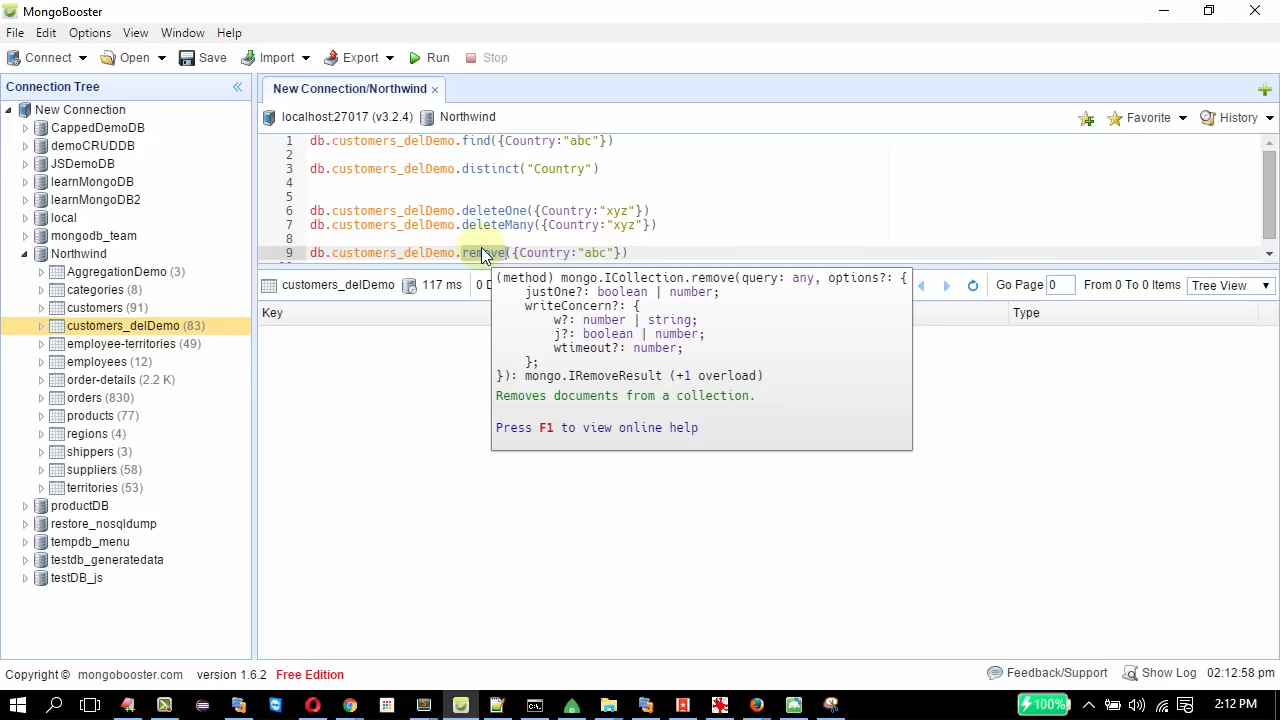 MongoBooster
File Edit Options View Window Help
Connect Open Save Import Export Run Stop
Connection Tree
New Connection
CappedDemoDB
demoCRUDDB
JSDemoDB
learnMongoDB
learnMongoDB2
local
mongodb_team
Northwind
AggregationDemo (3)
categories (8)
customers (91)
customers_delDemo (83)
employee-territories (49)
employees (12)
order-details (2.2 K)
orders (830)
products (77)
regions (4)
shippers (3)
suppliers (58)
territories (53)
productDB
restore_nosqldump
tempdb_menu
testdb_generatedata
testDB_js
New Connection/Northwind
localhost:27017 (v3.2.4) Northwind Favorite History
1 db.customers_delDemo.find({Country:"abc"})
2
3 db.customers_delDemo.distinct("Country")
4
5
6 db.customers_delDemo.deleteOne({Country:"xyz"})
7 db.customers_delDemo.deleteMany({Country:"xyz"})
8
9 db.customers_delDemo.remove({Country:"abc"})
customers_delDemo 117 ms 0 D Go Page 0 From 0 To 0 Items Tree View
Key Type
(method) mongo.ICollection.remove(query: any, options?: {
justOne?: boolean | number;
writeConcern?: {
w?: number | string;
j?: boolean | number;
wtimeout?: number;
};
}): mongo.IRemoveResult (+1 overload)
Removes documents from a collection.
Press F1 to view online help
Copyright © mongobooster.com version 1.6.2 Free Edition Feedback/Support Show Log 02:12:58 pm
100% 2:12 PM